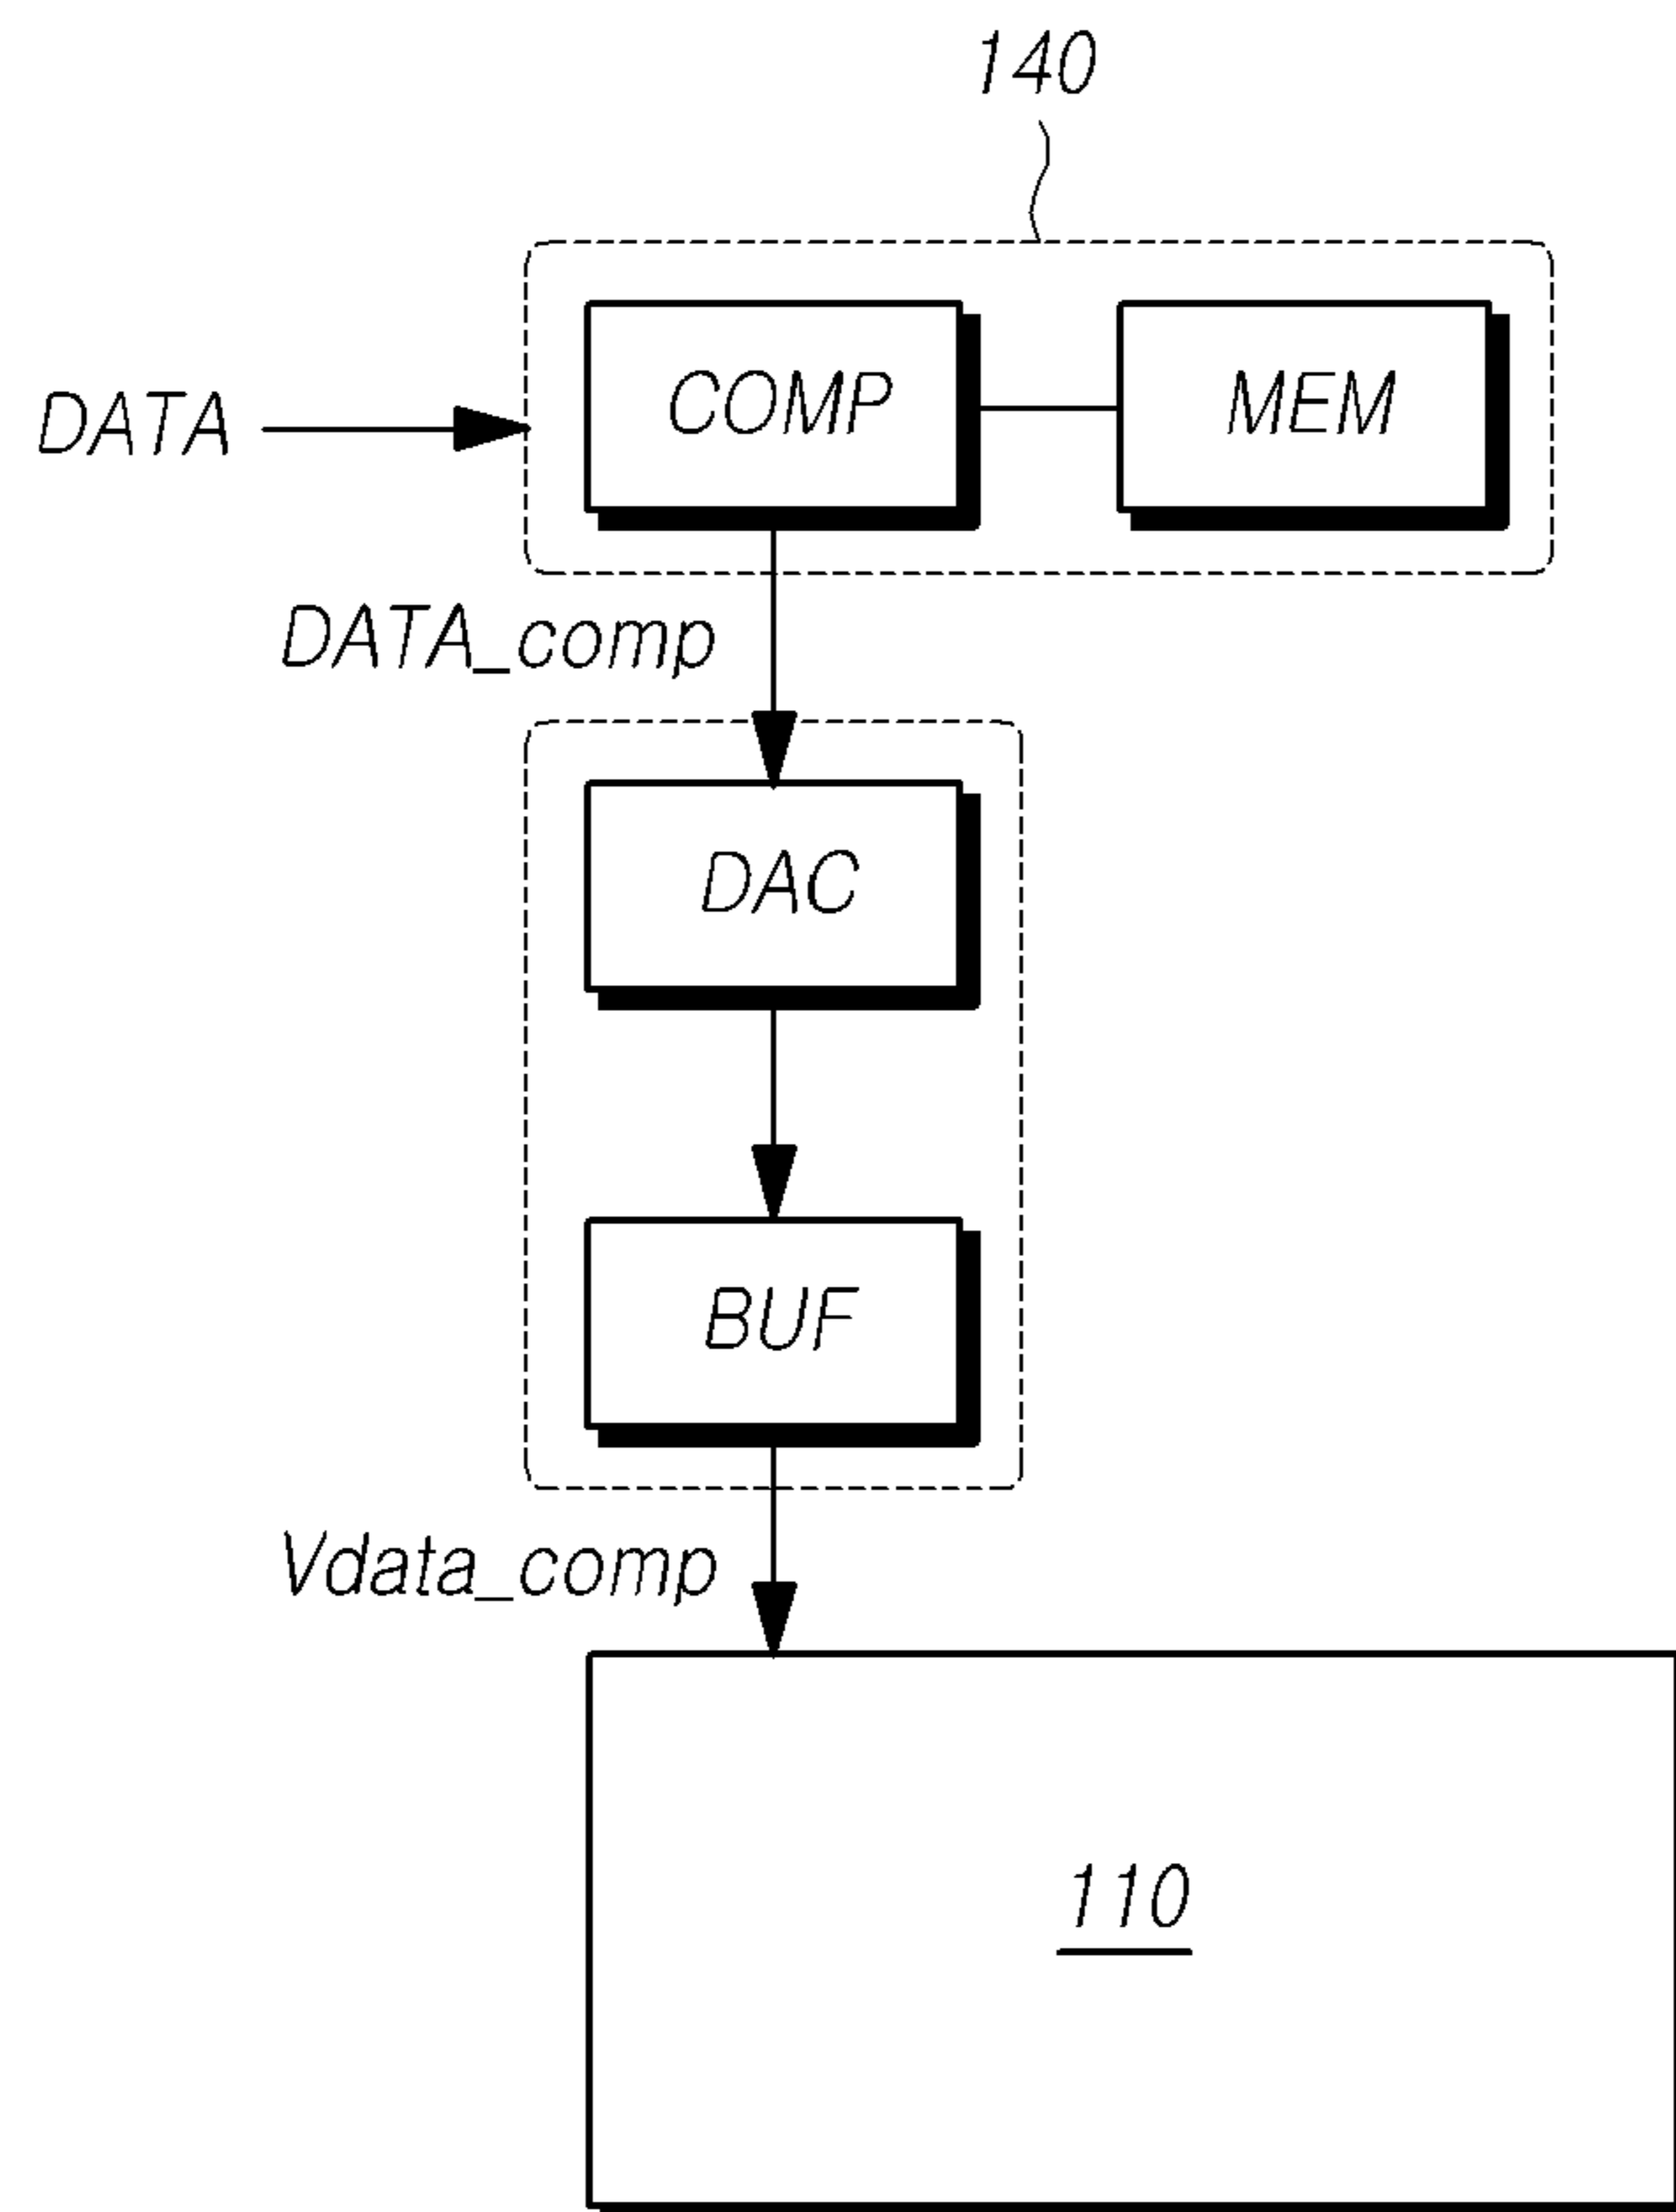 140
COMP
MEM
DATA
DATA_comp
DAC
BUF
Vdata_comp
110